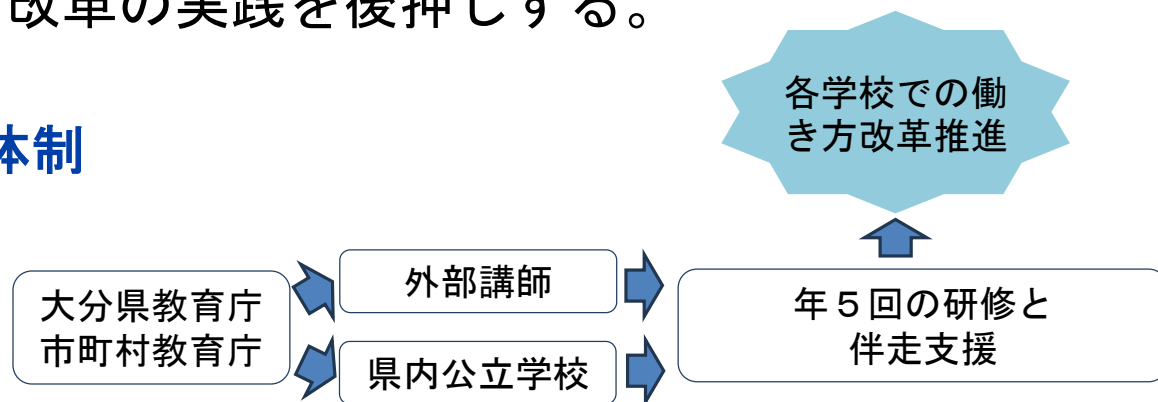 改革の実践を後押しする。
体制
各学校での働
き方改革推進
大分県教育庁
市町村教育庁
外部講師
県内公立学校
年５回の研修と
伴走支援